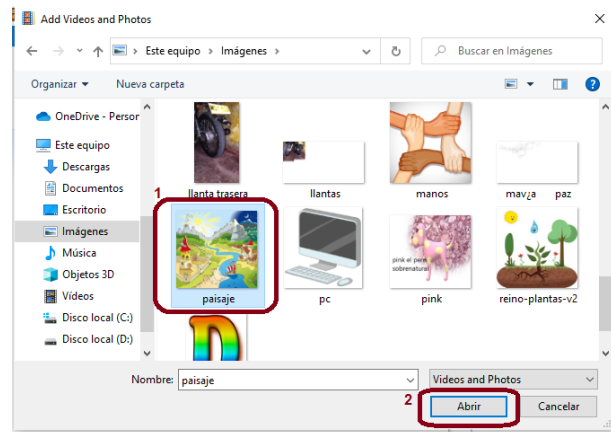 Add Videos and Photos
Este equipo > Imágenes >
Buscar en Imágenes
Organizar
Nueva carpeta
OneDrive - Person
Este equipo
Descargas
Documentos
Escritorio
Imágenes
Música
Objetos 3D
Vídeos
Disco local (C:)
Disco local (D:)
1
llanta trasera
llantas
manos
mav¿a paz
paisaje
pc
pink el perro
sobrenatural
pink
reino-plantas-v2
Nombre: paisaje
Videos and Photos
2
Abrir
Cancelar